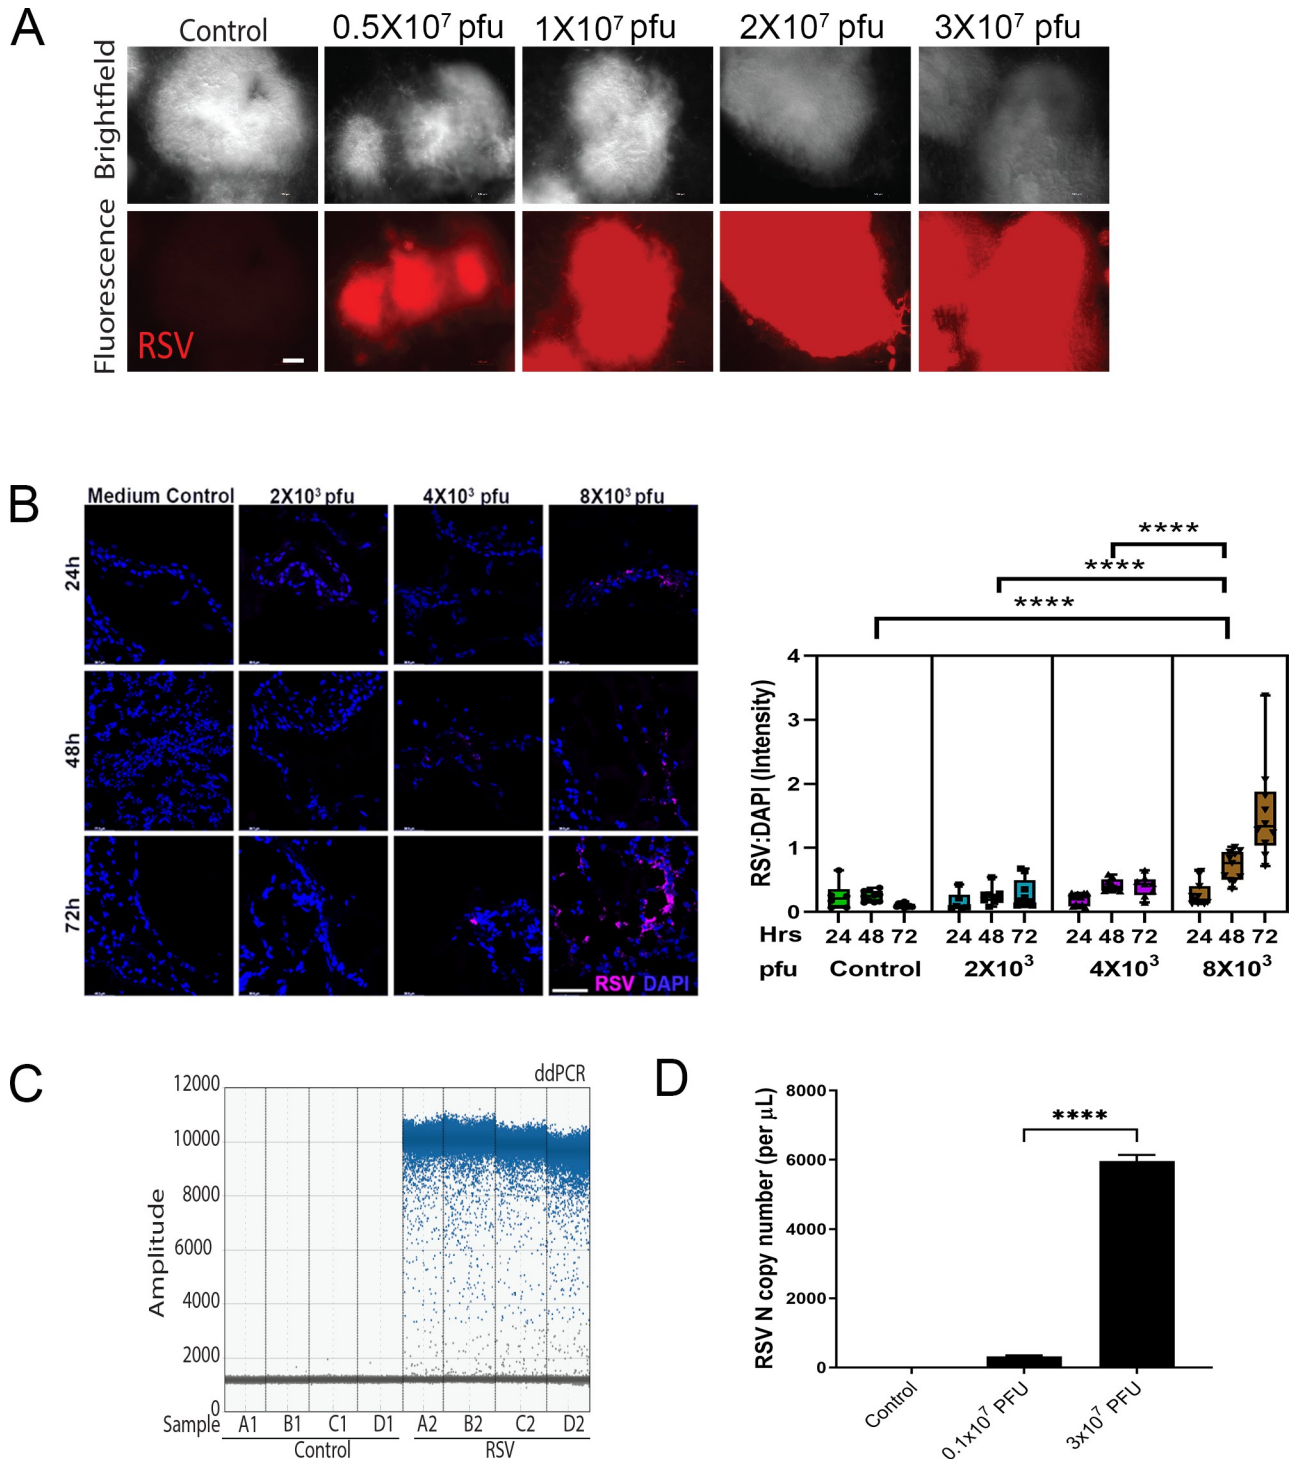 A
Control 0.5X10⁷ pfu 1X10⁷ pfu 2X10⁷ pfu 3X10⁷ pfu
Brightfield
Fluorescence
RSV
B
Medium Control 2X10³ pfu 4X10³ pfu 8X10³ pfu
24h
48h
72h
RSV DAPI
****
****
****
RSV:DAPI (Intensity)
4
3
2
1
0
Hrs 24 48 72 24 48 72 24 48 72 24 48 72
pfu Control 2X10³ 4X10³ 8X10³
C
ddPCR
Amplitude
12000
10000
8000
6000
4000
2000
0
Sample A1 B1 C1 D1 A2 B2 C2 D2
Control RSV
D
RSV N copy number (per µL)
8000
6000
4000
2000
0
****
Control
0.1x10⁷ PFU
3x10⁷ PFU